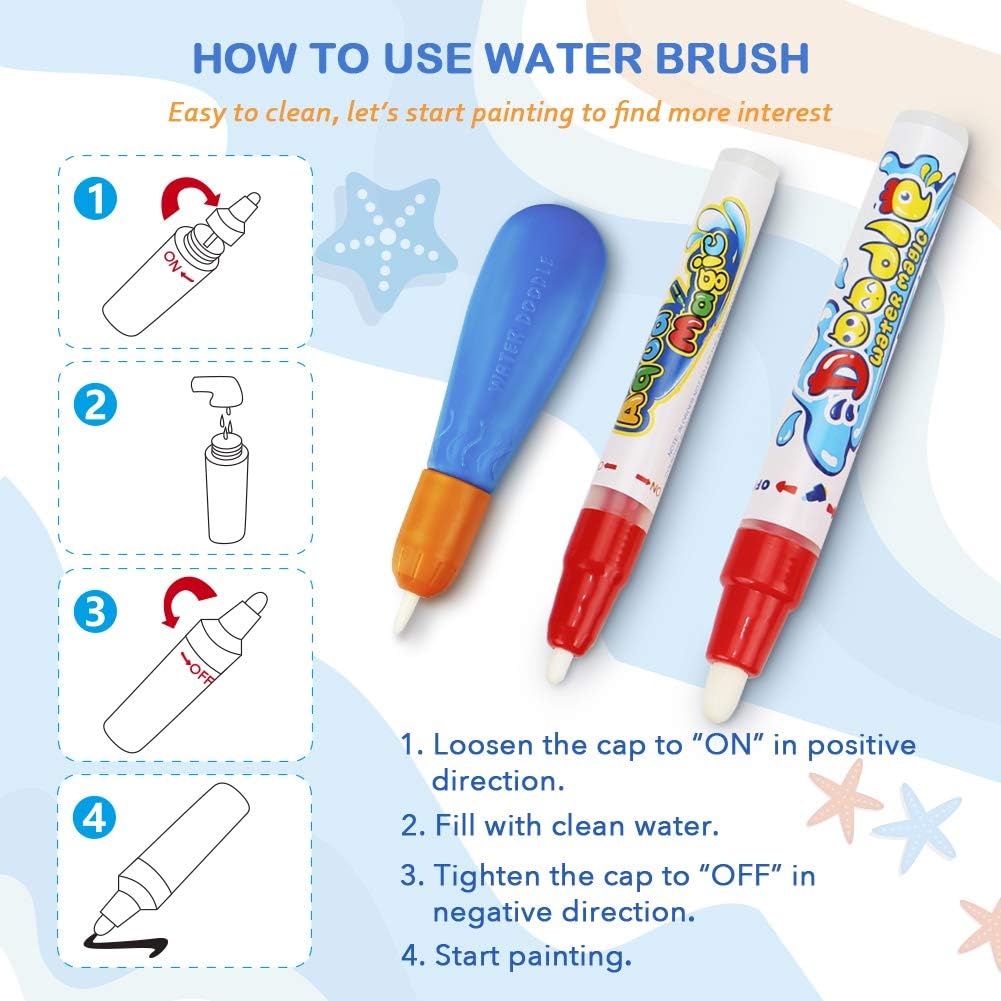 HOW TO USE WATER BRUSH
Easy to clean, let's start painting to find more interest
1
ON
2
3
OFF
4
WATER DOODLE
Aqua
Magic
Doodle
WATER MAGIC
1. Loosen the cap to “ON” in positive
direction.
2. Fill with clean water.
3. Tighten the cap to “OFF” in
negative direction.
4. Start painting.